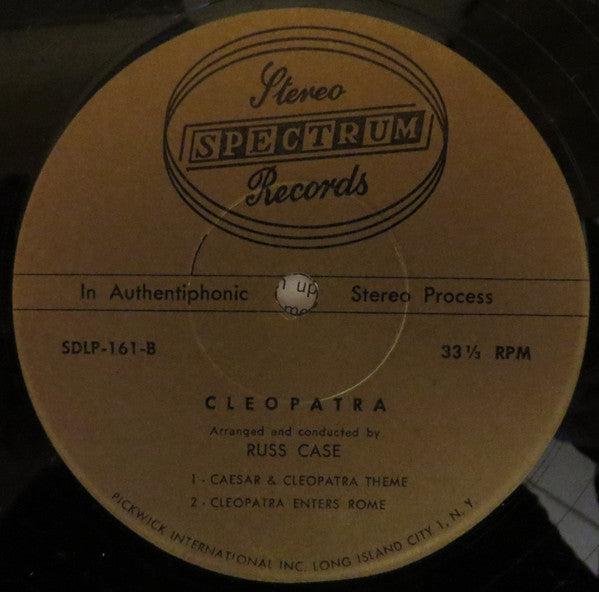 Stereo
SPECTRUM
Records
In Authentiphonic Stereo Process
up
SDLP-161-B 33⅓ RPM
CLEOPATRA
Arranged and conducted by
RUSS CASE
1 - CAESAR & CLEOPATRA THEME
2 - CLEOPATRA ENTERS ROME
PICKWICK INTERNATIONAL INC. LONG ISLAND CITY 1, N. Y.